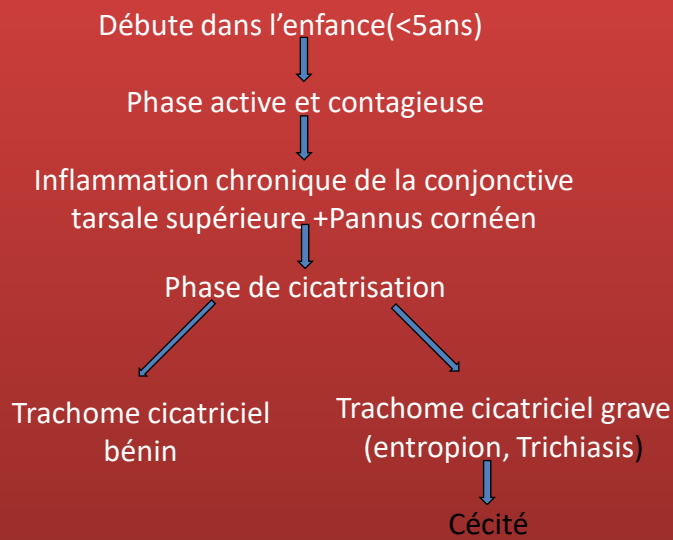 Débute dans l'enfance(<5ans)
Phase active et contagieuse
Inflammation chronique de la conjonctive
tarsale supérieure +Pannus cornéen
Phase de cicatrisation
Trachome cicatriciel
bénin
Trachome cicatriciel grave
(entropion, Trichiasis)
Cécité